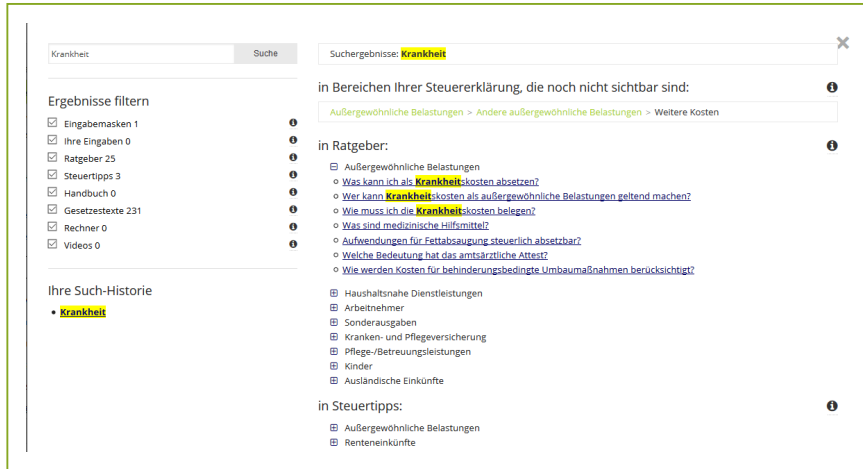 Krankheit
Suche
Ergebnisse filtern
Eingabemasken 1
Ihre Eingaben 0
Ratgeber 25
Steuertipps 3
Handbuch 0
Gesetzestexte 231
Rechner 0
Videos 0
Ihre Such-Historie
Krankheit
Suchergebnisse: Krankheit
in Bereichen Ihrer Steuererklärung, die noch nicht sichtbar sind:
Außergewöhnliche Belastungen > Andere außergewöhnliche Belastungen > Weitere Kosten
in Ratgeber:
Außergewöhnliche Belastungen
Was kann ich als Krankheitskosten absetzen?
Wer kann Krankheitskosten als außergewöhnliche Belastungen geltend machen?
Wie muss ich die Krankheitskosten belegen?
Was sind medizinische Hilfsmittel?
Aufwendungen für Fettabsaugung steuerlich absetzbar?
Welche Bedeutung hat das amtsärztliche Attest?
Wie werden Kosten für behinderungsbedingte Umbaumaßnahmen berücksichtigt?
Haushaltsnahe Dienstleistungen
Arbeitnehmer
Sonderausgaben
Kranken- und Pflegeversicherung
Pflege-/Betreuungsleistungen
Kinder
Ausländische Einkünfte
in Steuertipps:
Außergewöhnliche Belastungen
Renteneinkünfte